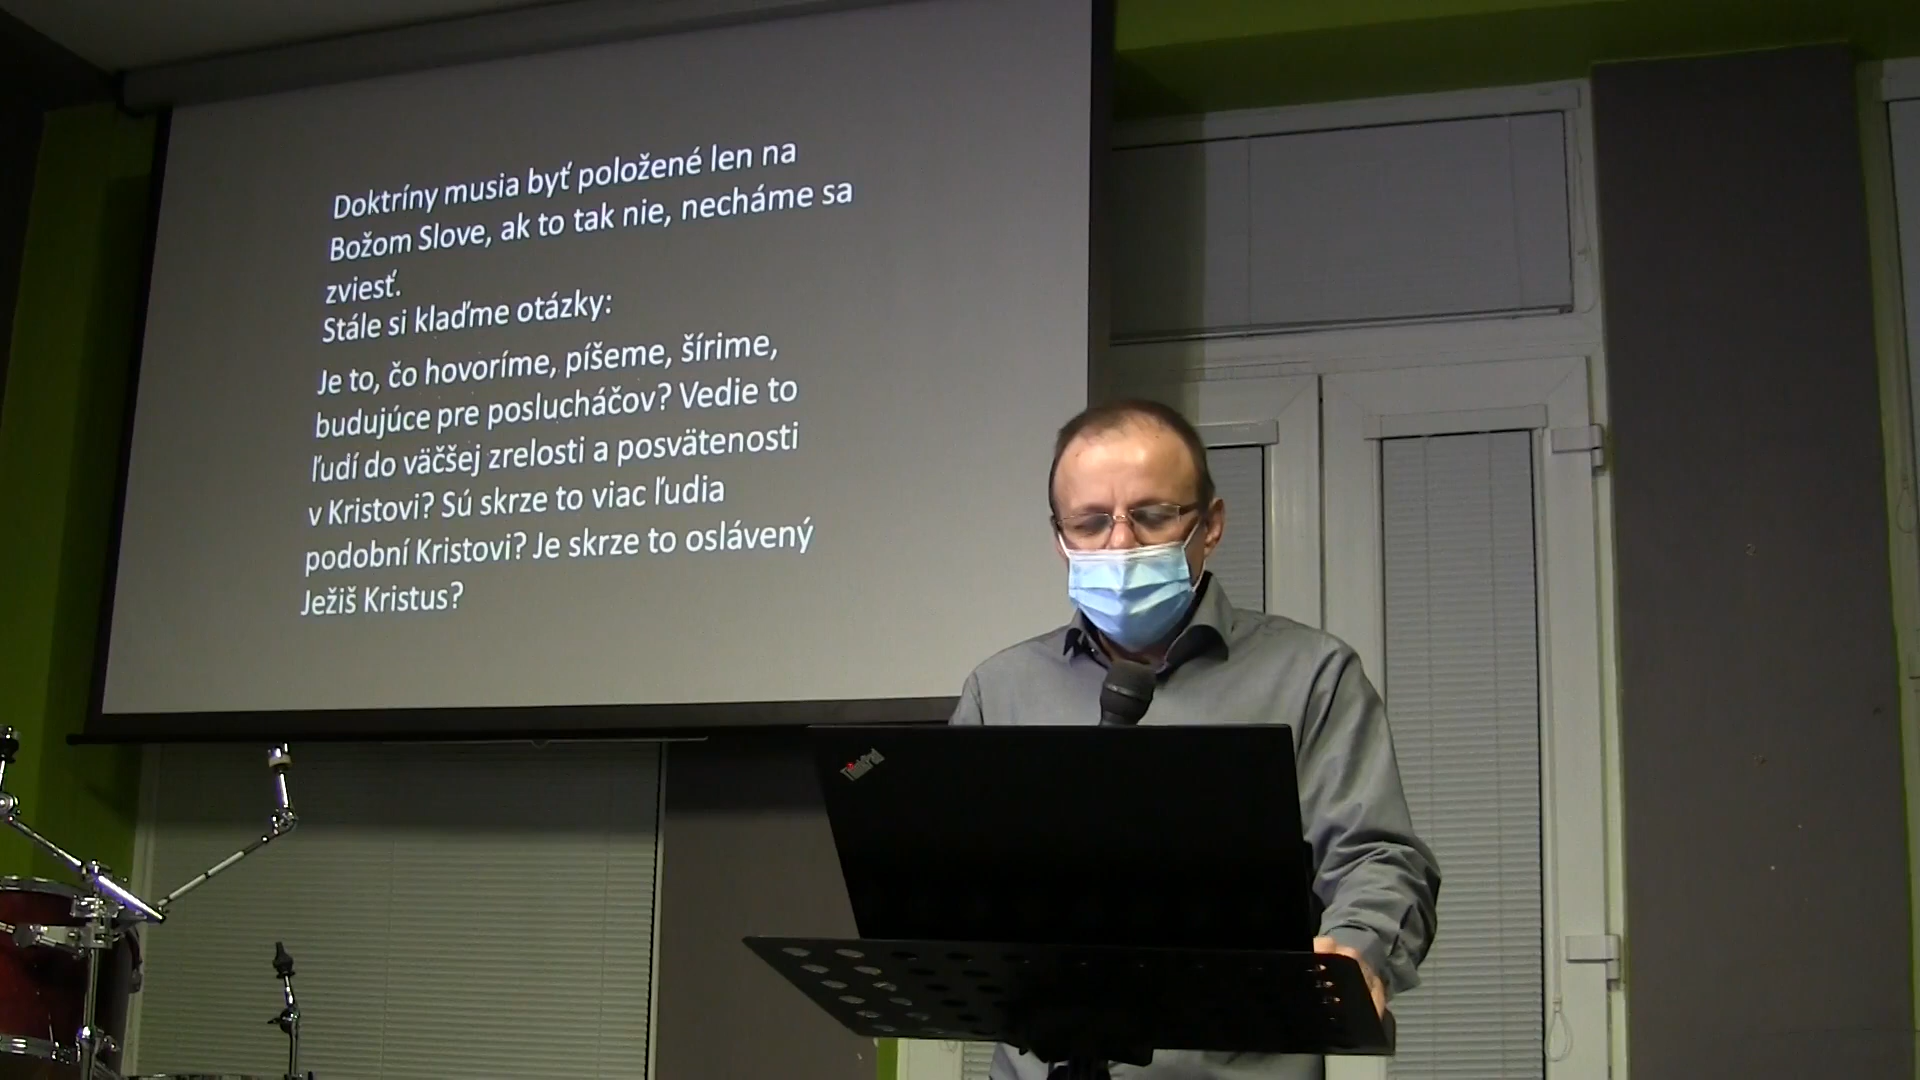 Doktríny musia byť položené len na
Božom Slove, ak to tak nie, necháme sa
zviesť.
Stále si klaďme otázky:
Je to, čo hovoríme, píšeme, šírime,
budujúce pre poslucháčov? Vedie to
ľudí do väčšej zrelosti a posvätenosti
v Kristovi? Sú skrze to viac ľudia
podobní Kristovi? Je skrze to oslávený
Ježiš Kristus?
ThinkPad